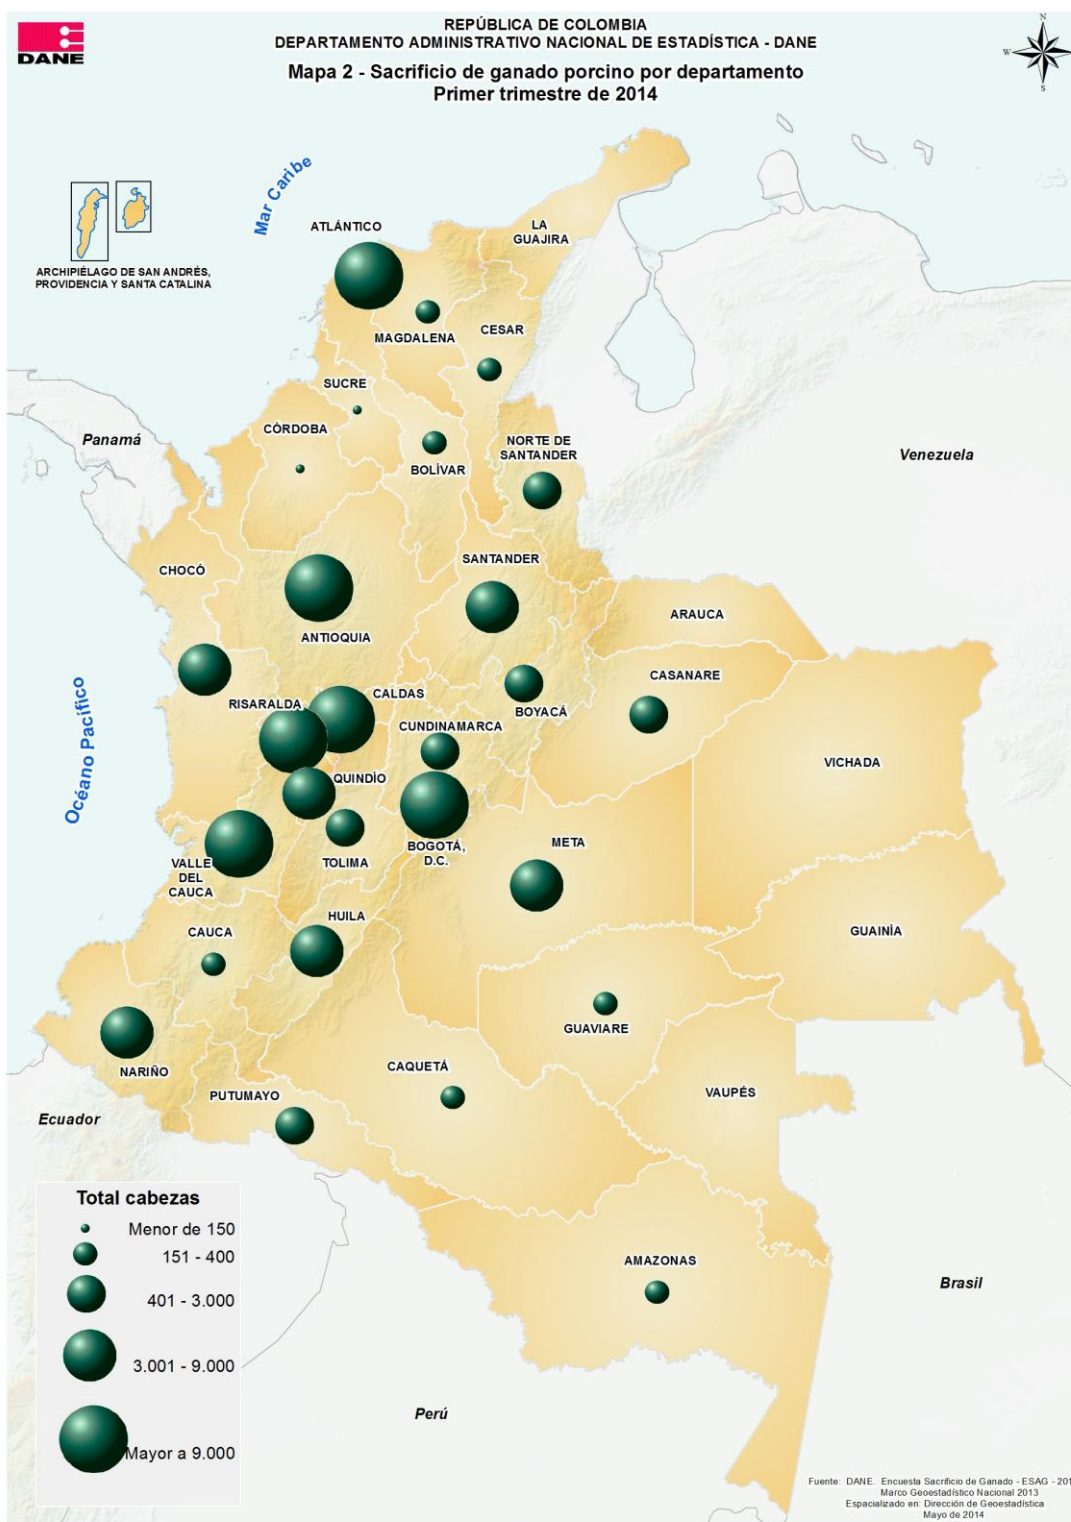 DANE
REPÚBLICA DE COLOMBIA
DEPARTAMENTO ADMINISTRATIVO NACIONAL DE ESTADÍSTICA - DANE
Mapa 2 - Sacrificio de ganado porcino por departamento
Primer trimestre de 2014
N
W
E
S
Mar Caribe
ARCHIPIÉLAGO DE SAN ANDRÉS,
PROVIDENCIA Y SANTA CATALINA
ATLÁNTICO
LA
GUAJIRA
MAGDALENA
CESAR
SUCRE
CÓRDOBA
BOLÍVAR
NORTE DE
SANTANDER
Panamá
Venezuela
CHOCÓ
SANTANDER
ANTIOQUIA
ARAUCA
RISARALDA
CALDAS
BOYACÁ
CASANARE
CUNDINAMARCA
Océano Pacífico
VICHADA
QUINDÍO
VALLE
DEL
CAUCA
TOLIMA
BOGOTÁ,
D.C.
META
HUILA
CAUCA
GUAINÍA
GUAVIARE
NARIÑO
CAQUETÁ
VAUPÉS
PUTUMAYO
Ecuador
AMAZONAS
Brasil
Perú
Total cabezas
Menor de 150
151 - 400
401 - 3.000
3.001 - 9.000
Mayor a 9.000
Fuente: DANE. Encuesta Sacrificio de Ganado - ESAG - 201
Marco Geoestadístico Nacional 2013
Espacializado en: Dirección de Geoestadística
Mayo de 2014